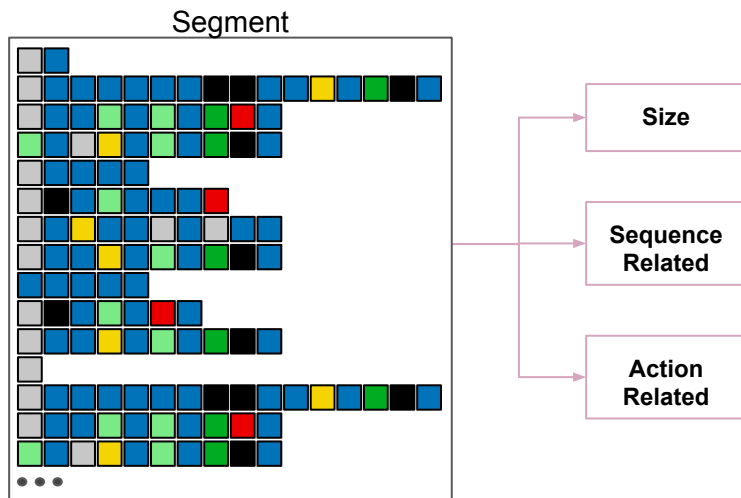 Segment
Size
Sequence
Related
Action
Related